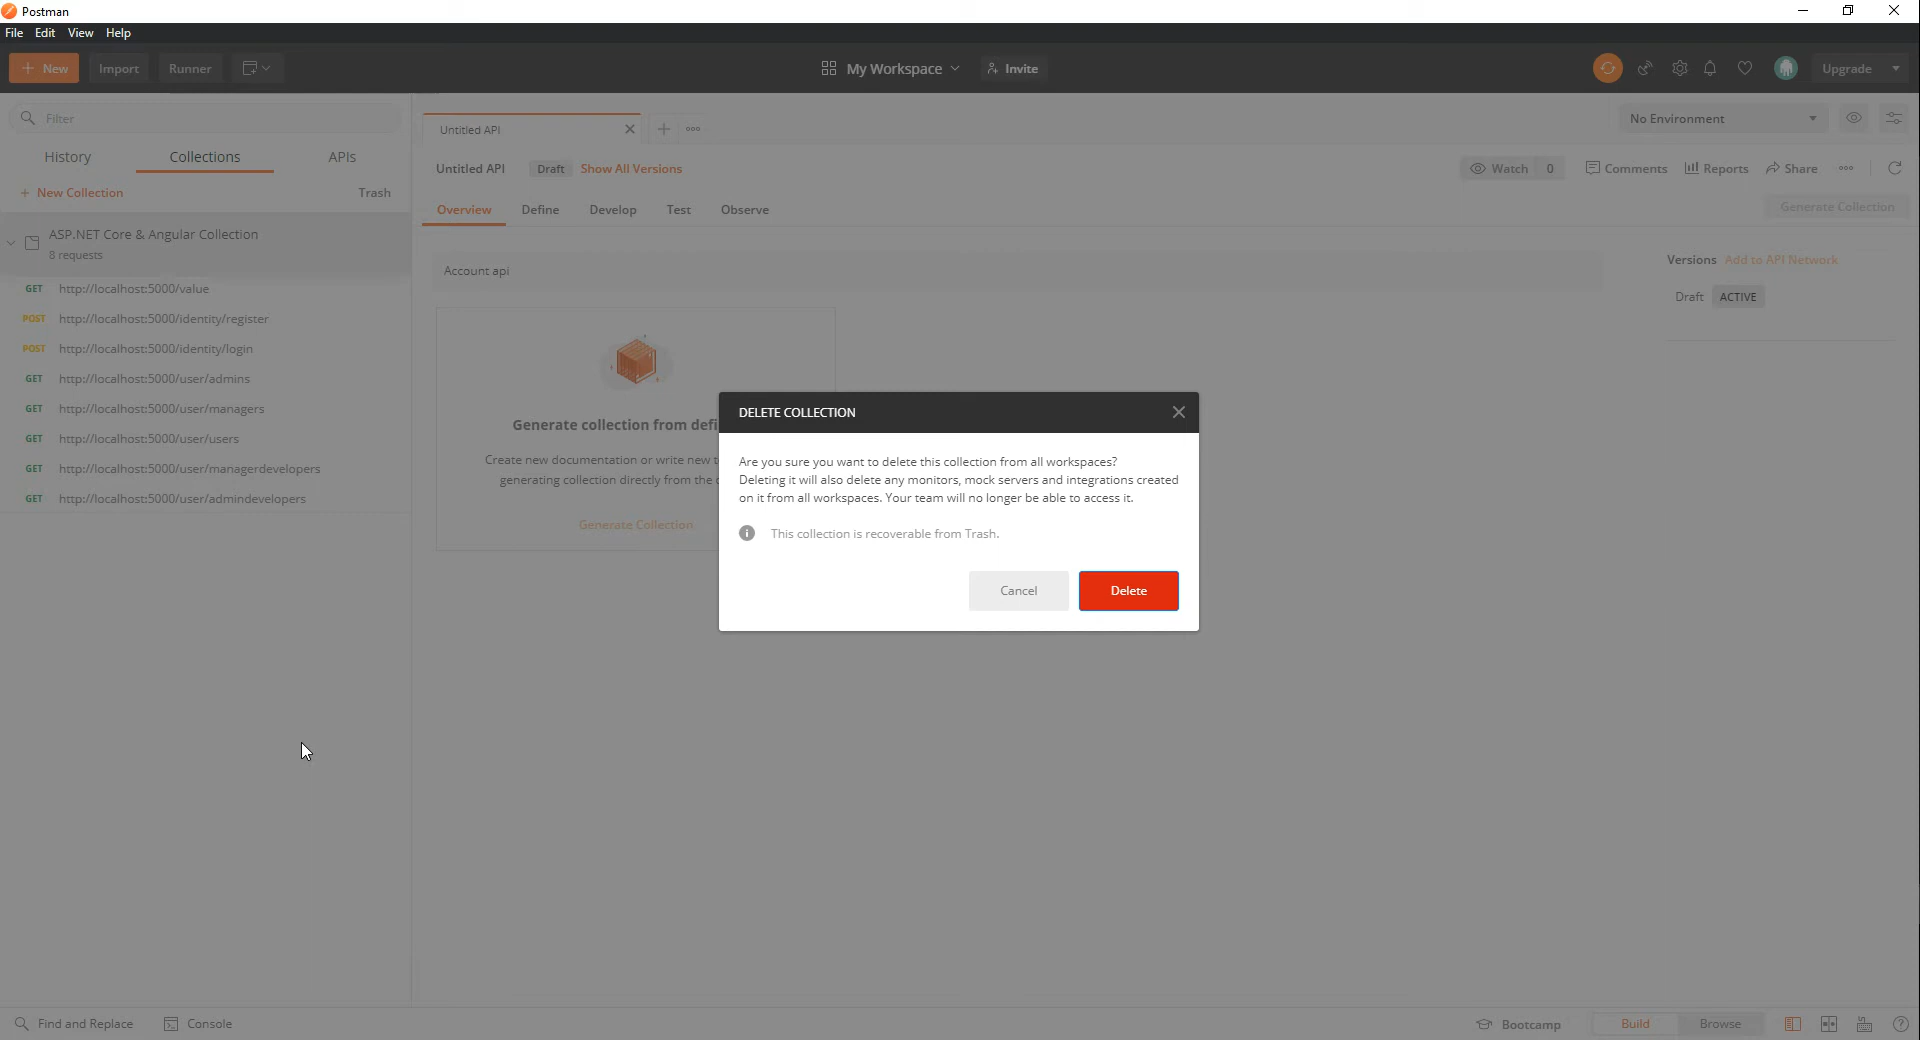 Postman
File Edit View Help
New Import Runner My Workspace Invite Upgrade
Filter
History Collections APIs
+ New Collection Trash
ASP.NET Core & Angular Collection
8 requests
GET http://localhost:5000/value
POST http://localhost:5000/identity/register
POST http://localhost:5000/identity/login
GET http://localhost:5000/user/admins
GET http://localhost:5000/user/managers
GET http://localhost:5000/user/users
GET http://localhost:5000/user/managerdevelopers
GET http://localhost:5000/user/admindevelopers
Untitled API
No Environment
Untitled API Draft Show All Versions
Watch 0 Comments Reports Share
Overview Define Develop Test Observe
Generate Collection
Account api
Versions Add to API Network
Draft ACTIVE
Generate collection from defi
Create new documentation or write new t
generating collection directly from the
Generate Collection
DELETE COLLECTION
Are you sure you want to delete this collection from all workspaces?
Deleting it will also delete any monitors, mock servers and integrations created
on it from all workspaces. Your team will no longer be able to access it.
This collection is recoverable from Trash.
Cancel Delete
Find and Replace Console
Bootcamp Build Browse